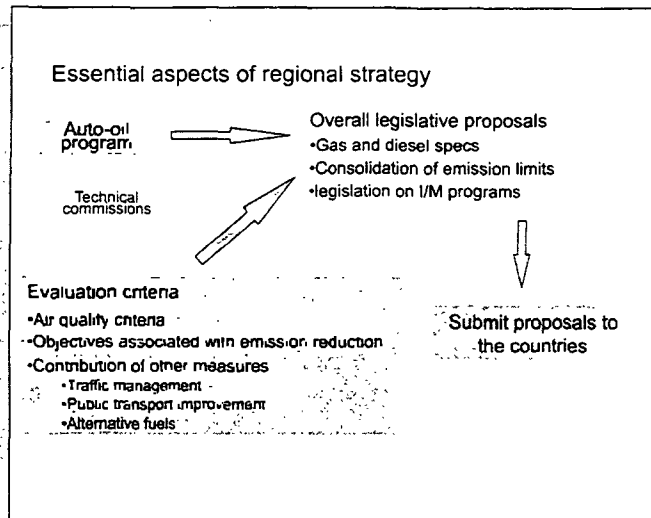 Essential aspects of regional strategy
Auto-oil
program
Technical
commissions
Overall legislative proposals
•Gas and diesel specs
•Consolidation of emission limits
•legislation on I/M programs
Evaluation criteria
•Air quality criteria
•Objectives associated with emission reduction
•Contribution of other measures
•Traffic management
•Public transport improvement
•Alternative fuels
Submit proposals to
the countries